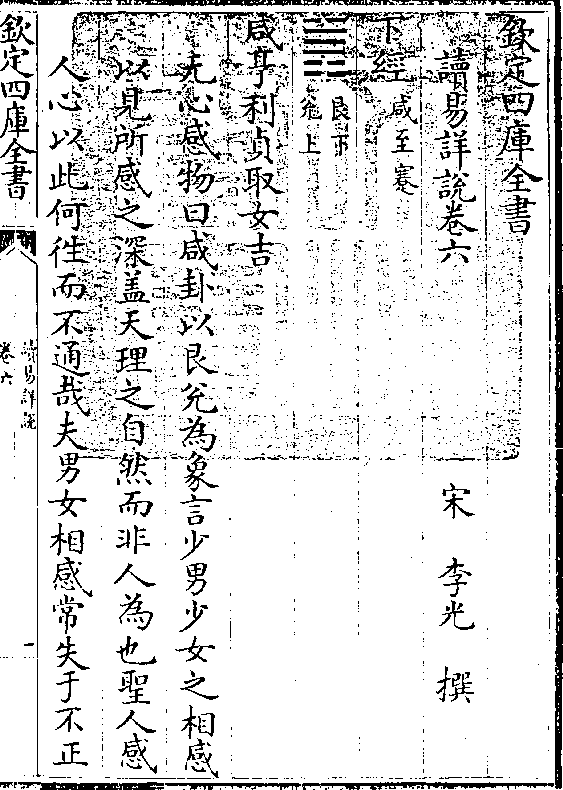 欽定四庫全書
讀易詳說卷六
宋 李光 撰
下經
咸至蹇
艮下
兊上
咸亨利貞取女吉
无心感物曰咸卦以艮兊為象言少男少女之相感
以見所感之深蓋天理之自然而非人為也聖人感
人心以此何往而不通哉夫男女相感常失于不正
欽定四庫全書
讀易詳說
卷六
一